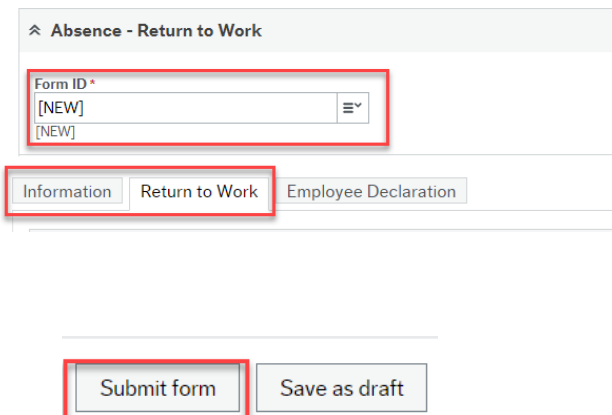 Absence - Return to Work
Form ID *
[NEW]
[NEW]
Information Return to Work Employee Declaration
Submit form Save as draft